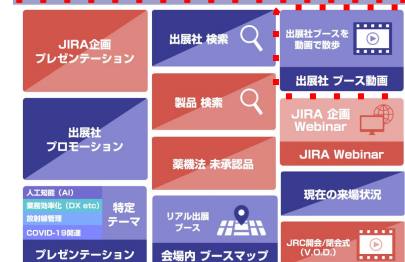 JIRA企画
プレゼンテーション
出展社 検索
出展社ブースを
動画で散歩
出展社 ブース動画
出展社
プロモーション
製品 検索
JIRA 企画
Webinar
JIRA Webinar
薬機法 未承認品
現在の来場状況
人工知能（AI）
業務効率化（DX etc）
放射線管理
COVID-19関連
特定
テーマ
プレゼンテーション
リアル出展
ブース
会場内 ブースマップ
JRC開会/閉会式
（V.O.D.）